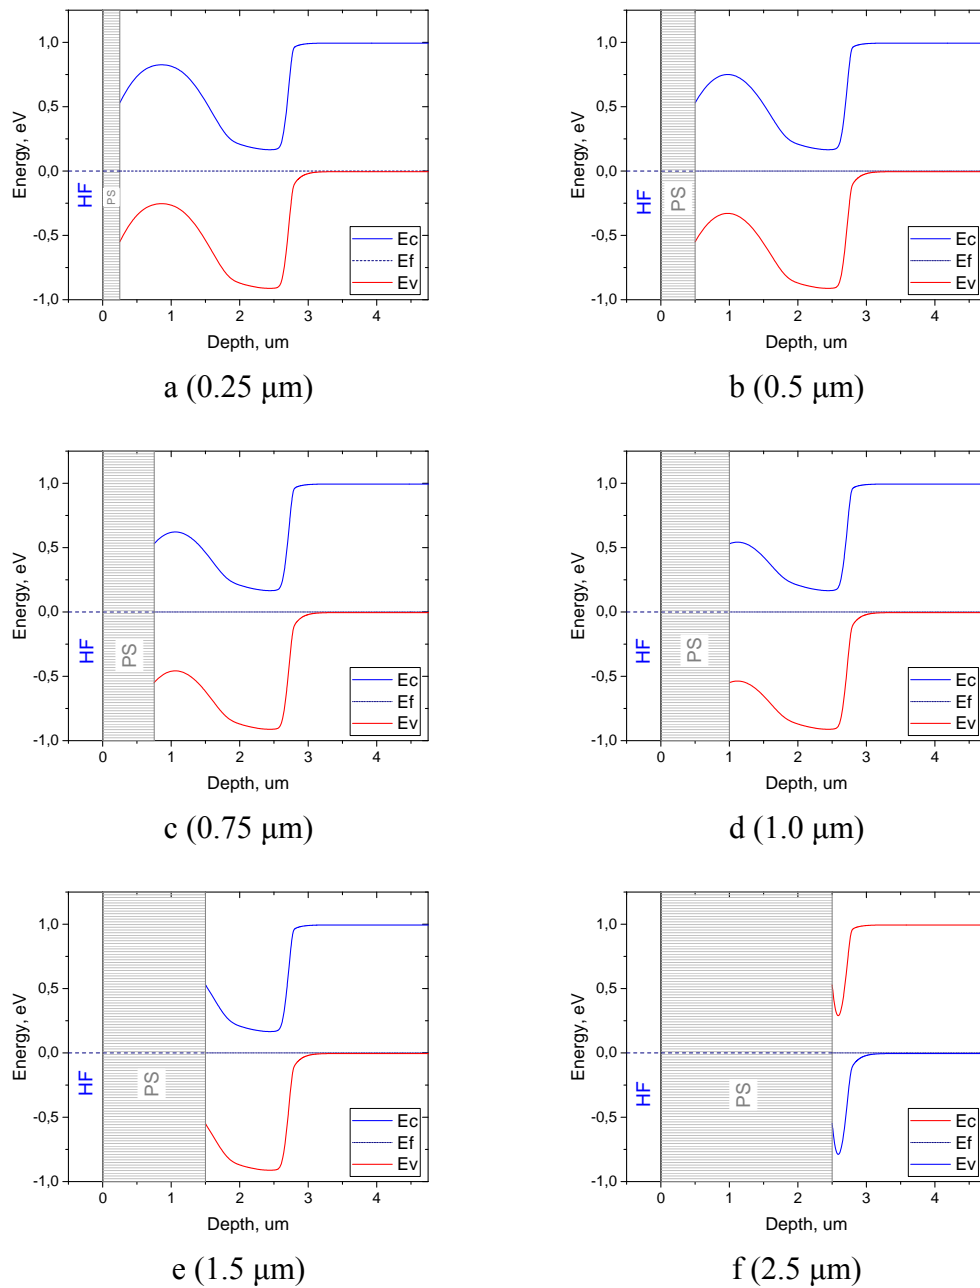 1,0
0,5
0,0
-0,5
-1,0
Energy, eV
HF
PS
Ec
Ef
Ev
0 1 2 3 4
Depth, um
a (0.25 μm)
1,0
0,5
0,0
-0,5
-1,0
Energy, eV
HF
PS
Ec
Ef
Ev
0 1 2 3 4
Depth, um
b (0.5 μm)
1,0
0,5
0,0
-0,5
-1,0
Energy, eV
HF
PS
Ec
Ef
Ev
0 1 2 3 4
Depth, um
c (0.75 μm)
1,0
0,5
0,0
-0,5
-1,0
Energy, eV
HF
PS
Ec
Ef
Ev
0 1 2 3 4
Depth, um
d (1.0 μm)
1,0
0,5
0,0
-0,5
-1,0
Energy, eV
HF
PS
Ec
Ef
Ev
0 1 2 3 4
Depth, um
e (1.5 μm)
1,0
0,5
0,0
-0,5
-1,0
Energy, eV
HF
PS
Ec
Ef
Ev
0 1 2 3 4
Depth, um
f (2.5 μm)